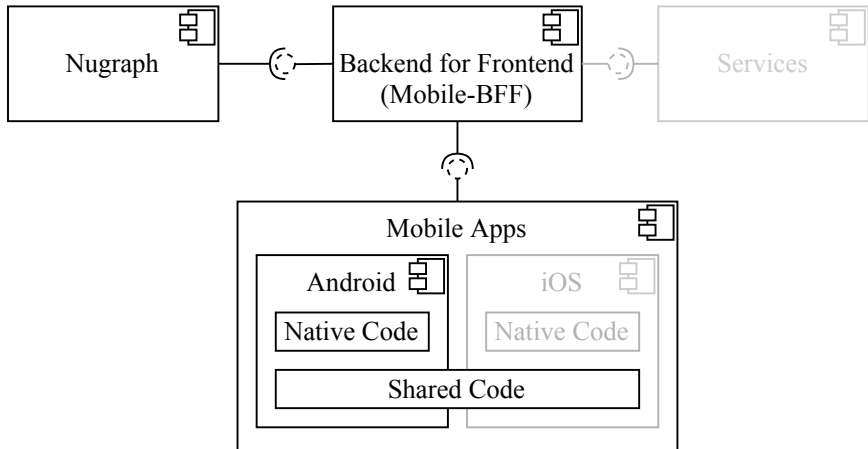 Nugraph
Backend for Frontend
(Mobile-BFF)
Services
Mobile Apps
Android
iOS
Native Code
Native Code
Shared Code